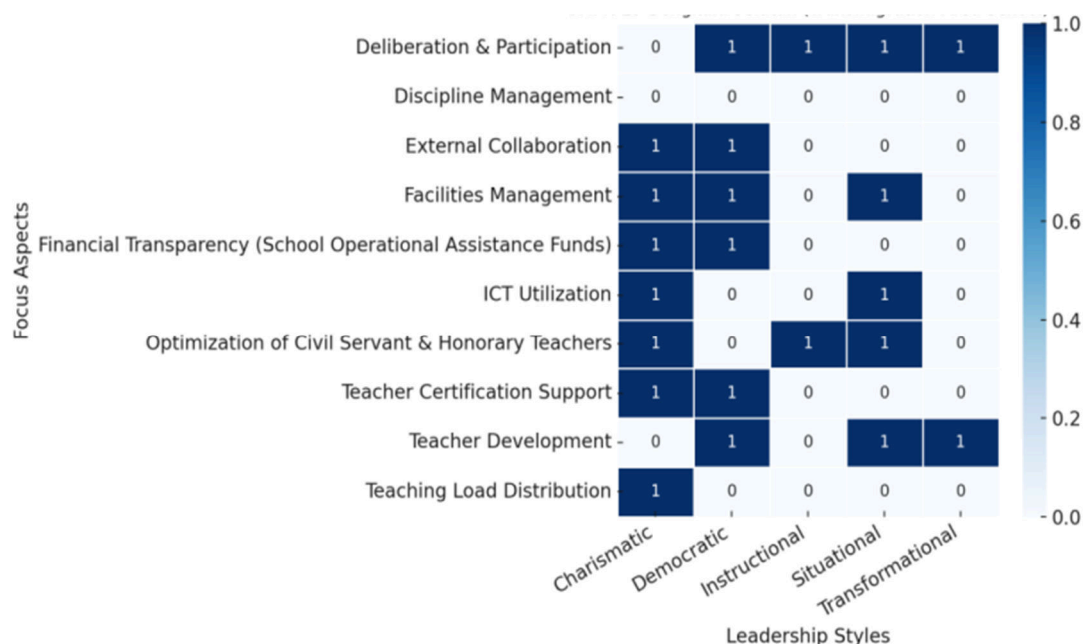 Deliberation & Participation
0 1 1 1 1
Discipline Management
0 0 0 0 0
External Collaboration
1 1 0 0 0
Facilities Management
1 1 0 1 0
Financial Transparency (School Operational Assistance Funds)
1 1 0 0 0
ICT Utilization
1 0 0 1 0
Optimization of Civil Servant & Honorary Teachers
1 0 1 1 0
Teacher Certification Support
1 1 0 0 0
Teacher Development
0 1 0 1 1
Teaching Load Distribution
1 0 0 0 0
Focus Aspects
Charismatic
Democratic
Instructional
Situational
Transformational
Leadership Styles
1.0
0.8
0.6
0.4
0.2
0.0